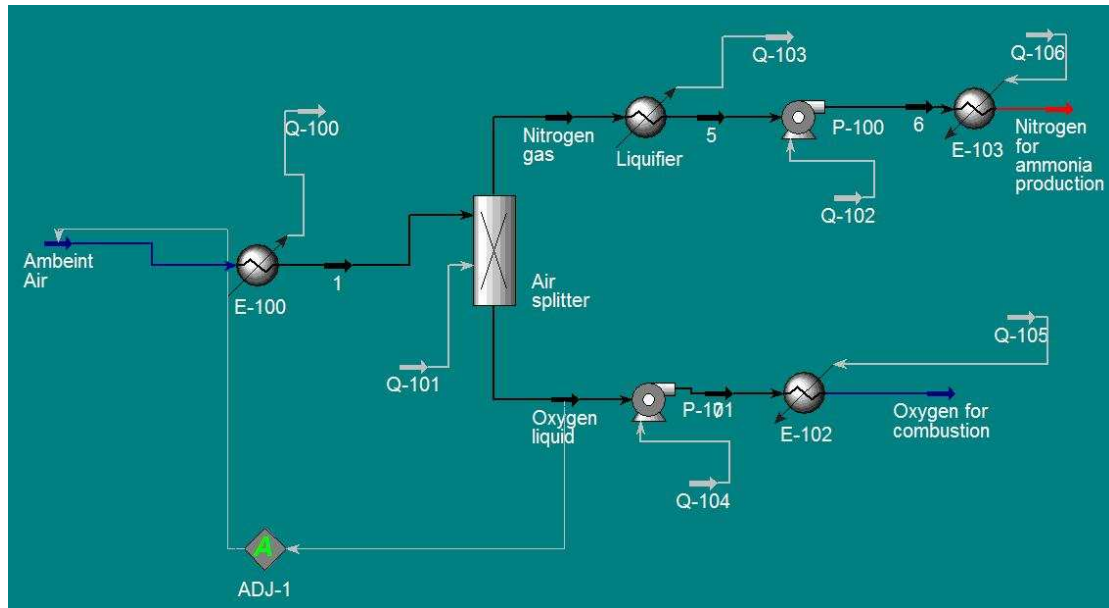 Q-103
Q-106
Q-100
Nitrogen
gas
Liquifier
5
P-100
6
E-103
Nitrogen
for
ammonia
production
Q-102
Ambeint
Air
E-100
1
Air
splitter
Q-101
Q-105
Oxygen
liquid
P-101
E-102
Oxygen for
combustion
Q-104
A
ADJ-1